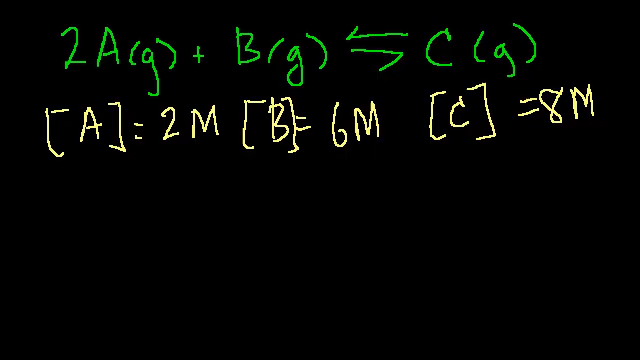 2A(g) + B(g) ⇆ C(g)
[A] = 2M [B] = 6M [C] = 8M